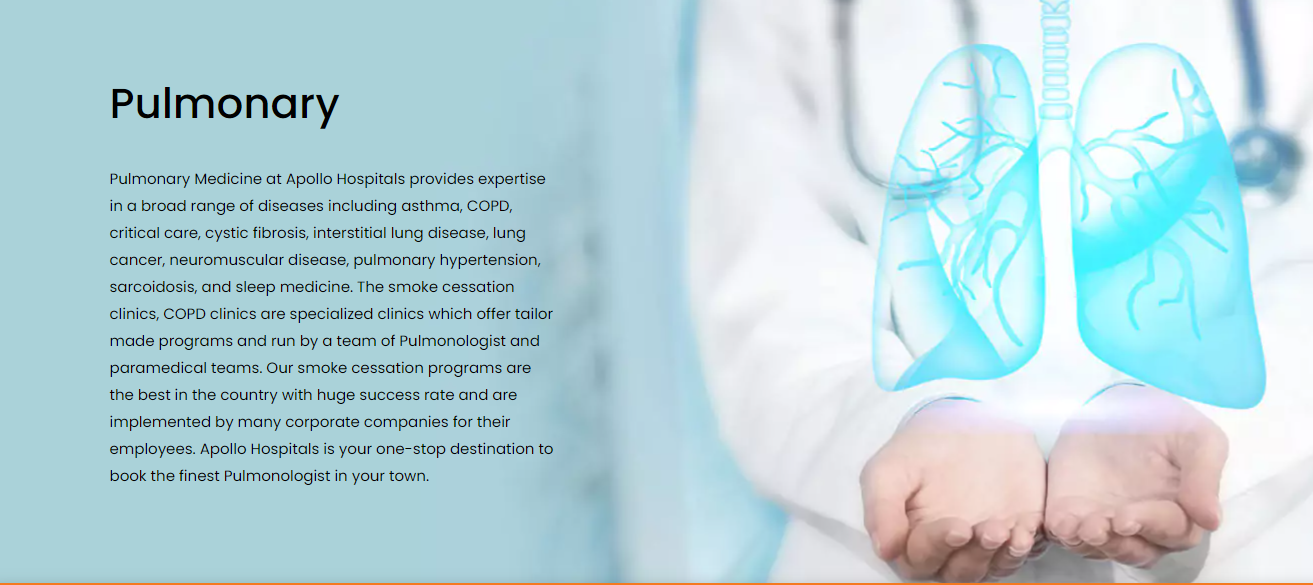 Pulmonary
Pulmonary Medicine at Apollo Hospitals provides expertise
in a broad range of diseases including asthma, COPD,
critical care, cystic fibrosis, interstitial lung disease, lung
cancer, neuromuscular disease, pulmonary hypertension,
sarcoidosis, and sleep medicine. The smoke cessation
clinics, COPD clinics are specialized clinics which offer tailor
made programs and run by a team of Pulmonologist and
paramedical teams. Our smoke cessation programs are
the best in the country with huge success rate and are
implemented by many corporate companies for their
employees. Apollo Hospitals is your one-stop destination to
book the finest Pulmonologist in your town.